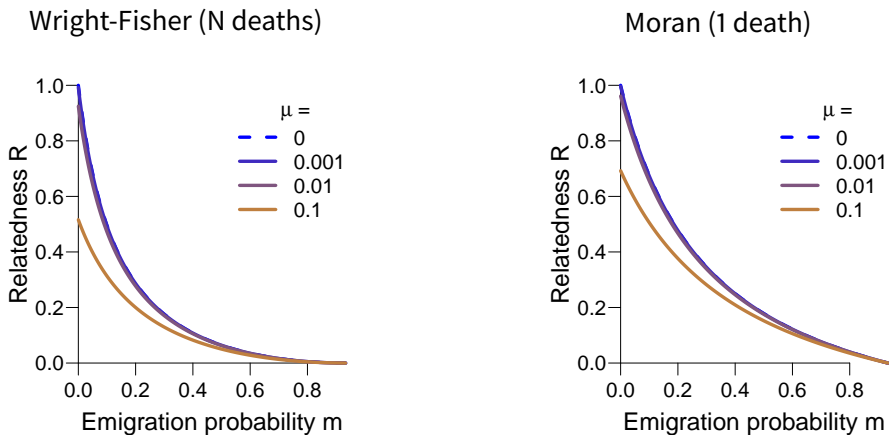 Wright-Fisher (N deaths)
Relatedness R
1.0
0.8
0.6
0.4
0.2
0.0
μ =
0
0.001
0.01
0.1
0.0 0.2 0.4 0.6 0.8
Emigration probability m
Moran (1 death)
Relatedness R
1.0
0.8
0.6
0.4
0.2
0.0
μ =
0
0.001
0.01
0.1
0.0 0.2 0.4 0.6 0.8
Emigration probability m